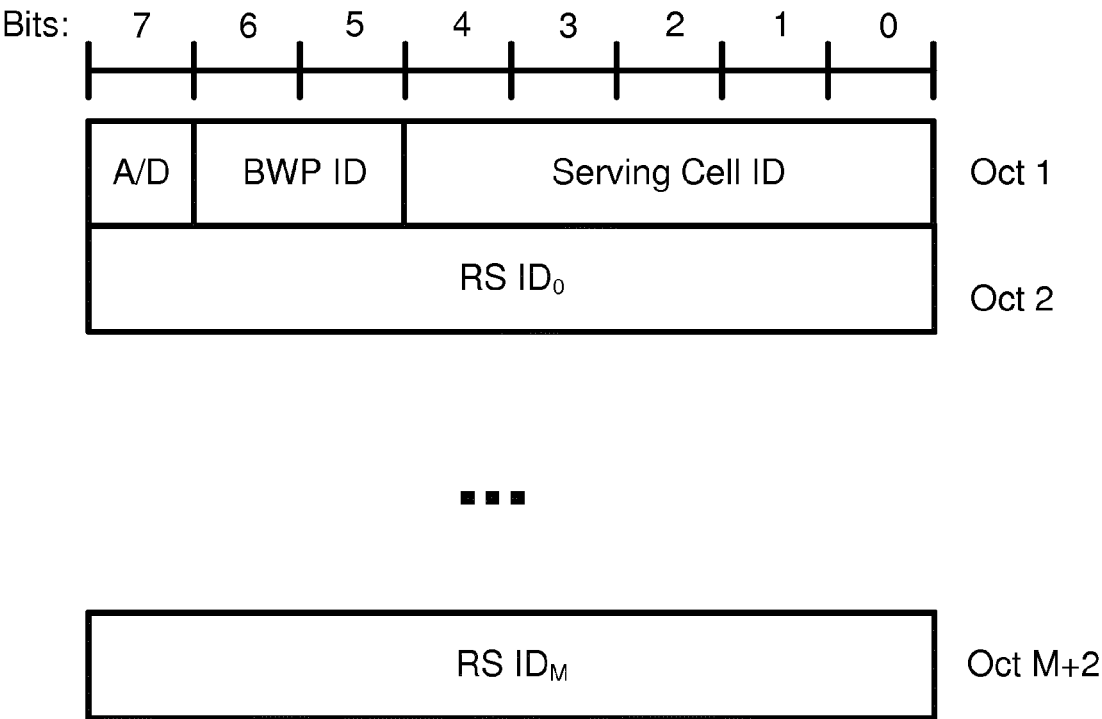 Bits: 7 6 5 4 3 2 1 0
A/D BWP ID Serving Cell ID Oct 1
RS ID₀ Oct 2
RS ID_M Oct M+2